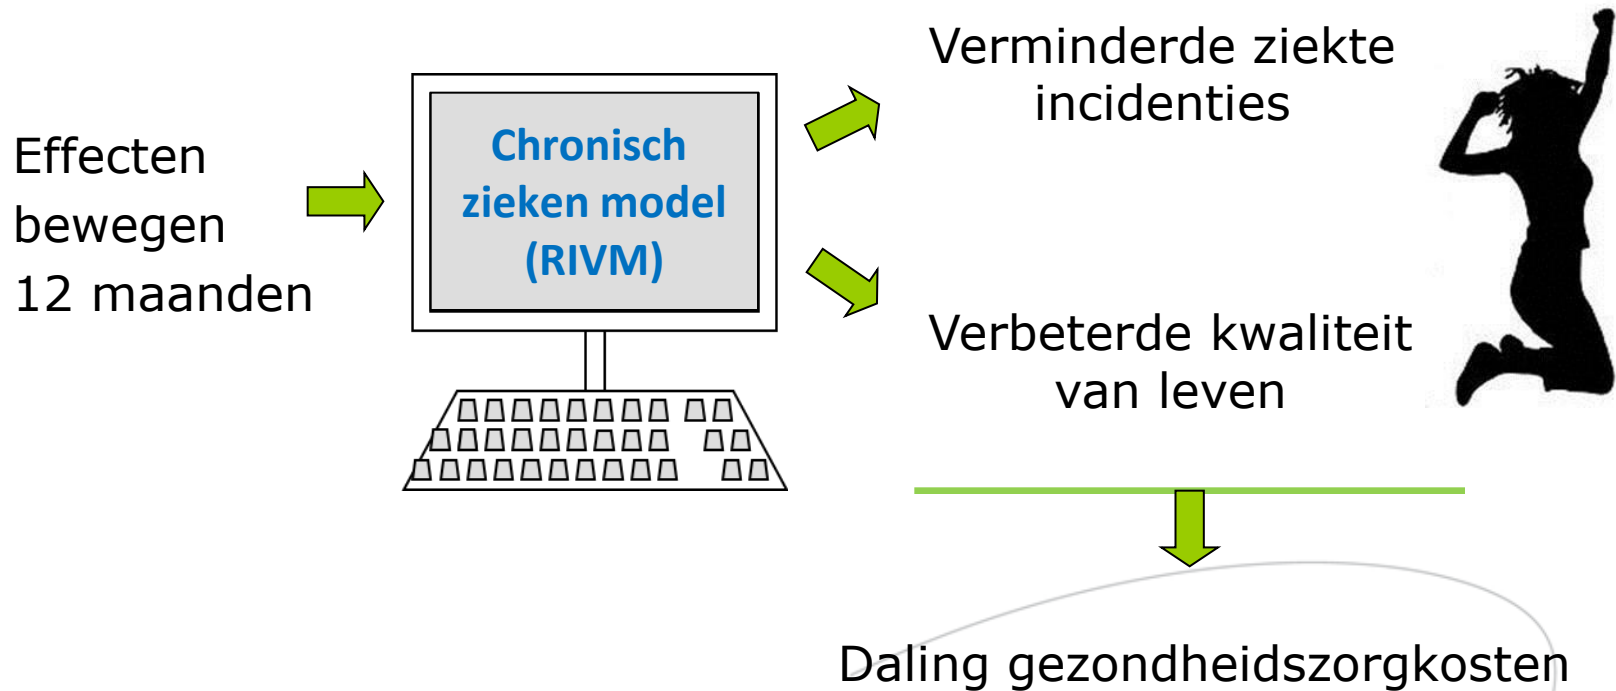 Effecten
bewegen
12 maanden
Chronisch
zieken model
(RIVM)
Verminderde ziekte
incidenties
Verbeterde kwaliteit
van leven
Daling gezondheidszorgkosten